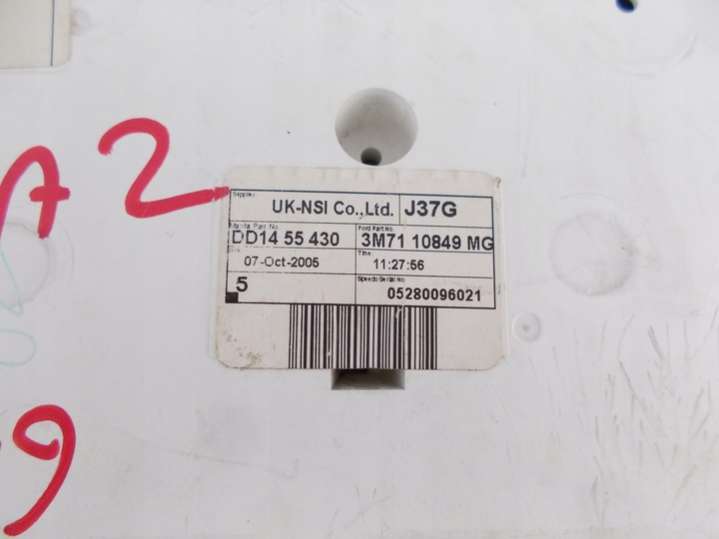 A2
Supplier
UK-NSI Co.,Ltd. J37G
Mazda Part No. Ford Part No.
DD14 55 430 3M71 10849 MG
Time
07-Oct-2005 11:27:56
Speedo Serial No.
5 05280096021
9